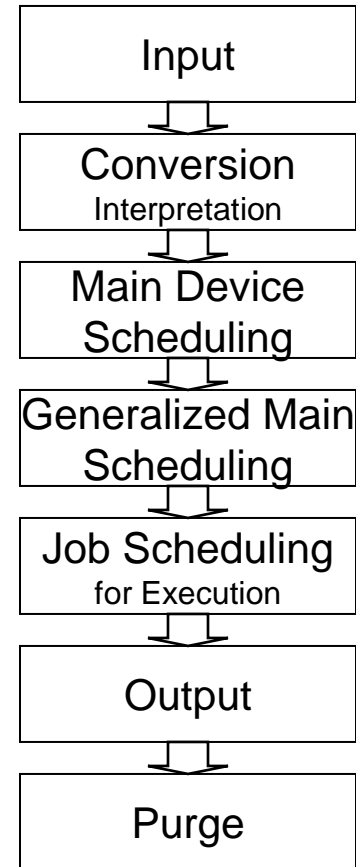 Input
Conversion
Interpretation
Main Device
Scheduling
Generalized Main
Scheduling
Job Scheduling
for Execution
Output
Purge